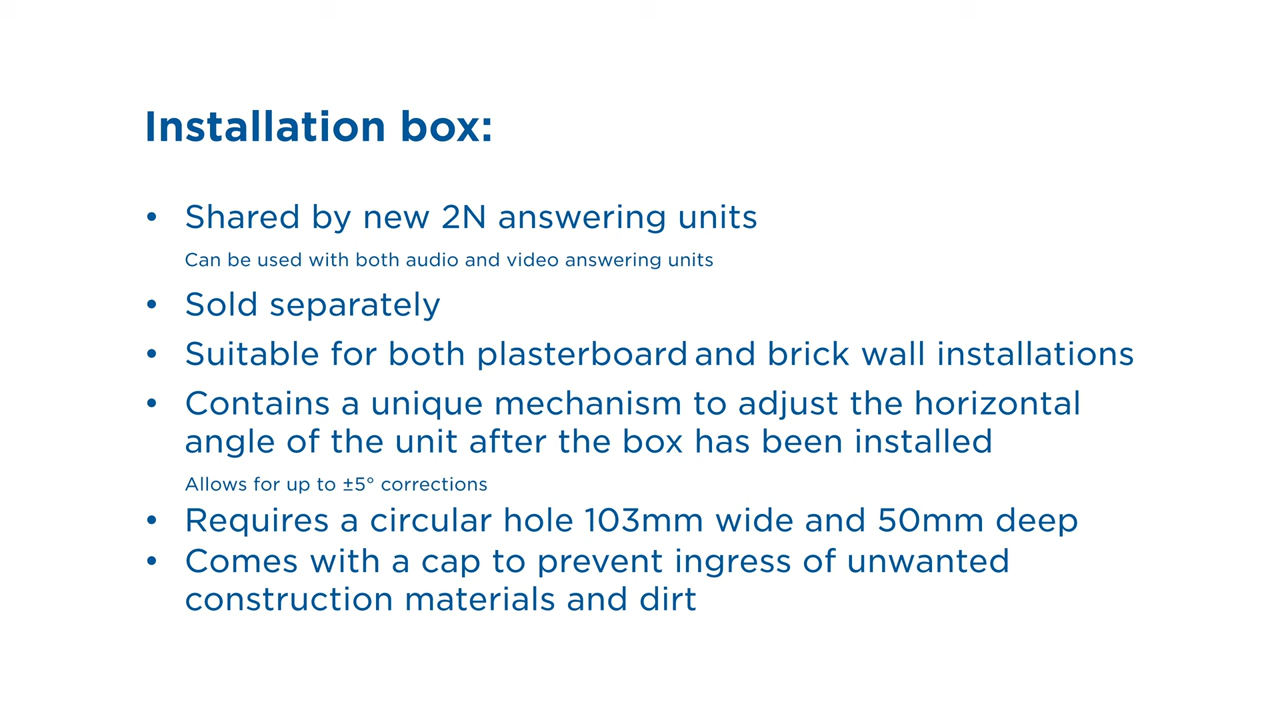 Installation box:
• Shared by new 2N answering units
Can be used with both audio and video answering units
• Sold separately
• Suitable for both plasterboard and brick wall installations
• Contains a unique mechanism to adjust the horizontal
angle of the unit after the box has been installed
Allows for up to ±5° corrections
• Requires a circular hole 103mm wide and 50mm deep
• Comes with a cap to prevent ingress of unwanted
construction materials and dirt